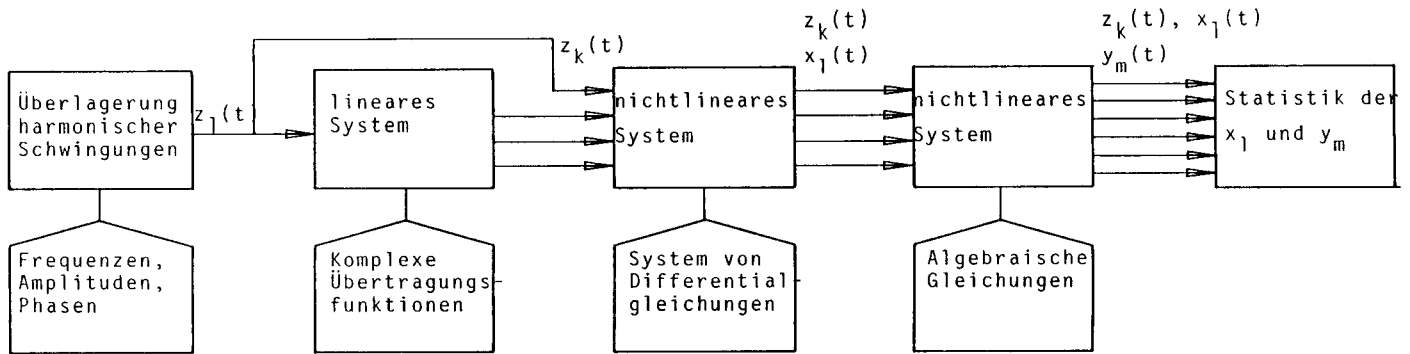 z_k(t)
x_l(t)
z_k(t), x_l(t)
y_m(t)
z_k(t)
Überlagerung
harmonischer
Schwingungen
z_1(t
lineares
System
nichtlineares
System
nichtlineares
System
Statistik der
x_l und y_m
Frequenzen,
Amplituden,
Phasen
Komplexe
Übertragungs-
funktionen
System von
Differential-
gleichungen
Algebraische
Gleichungen